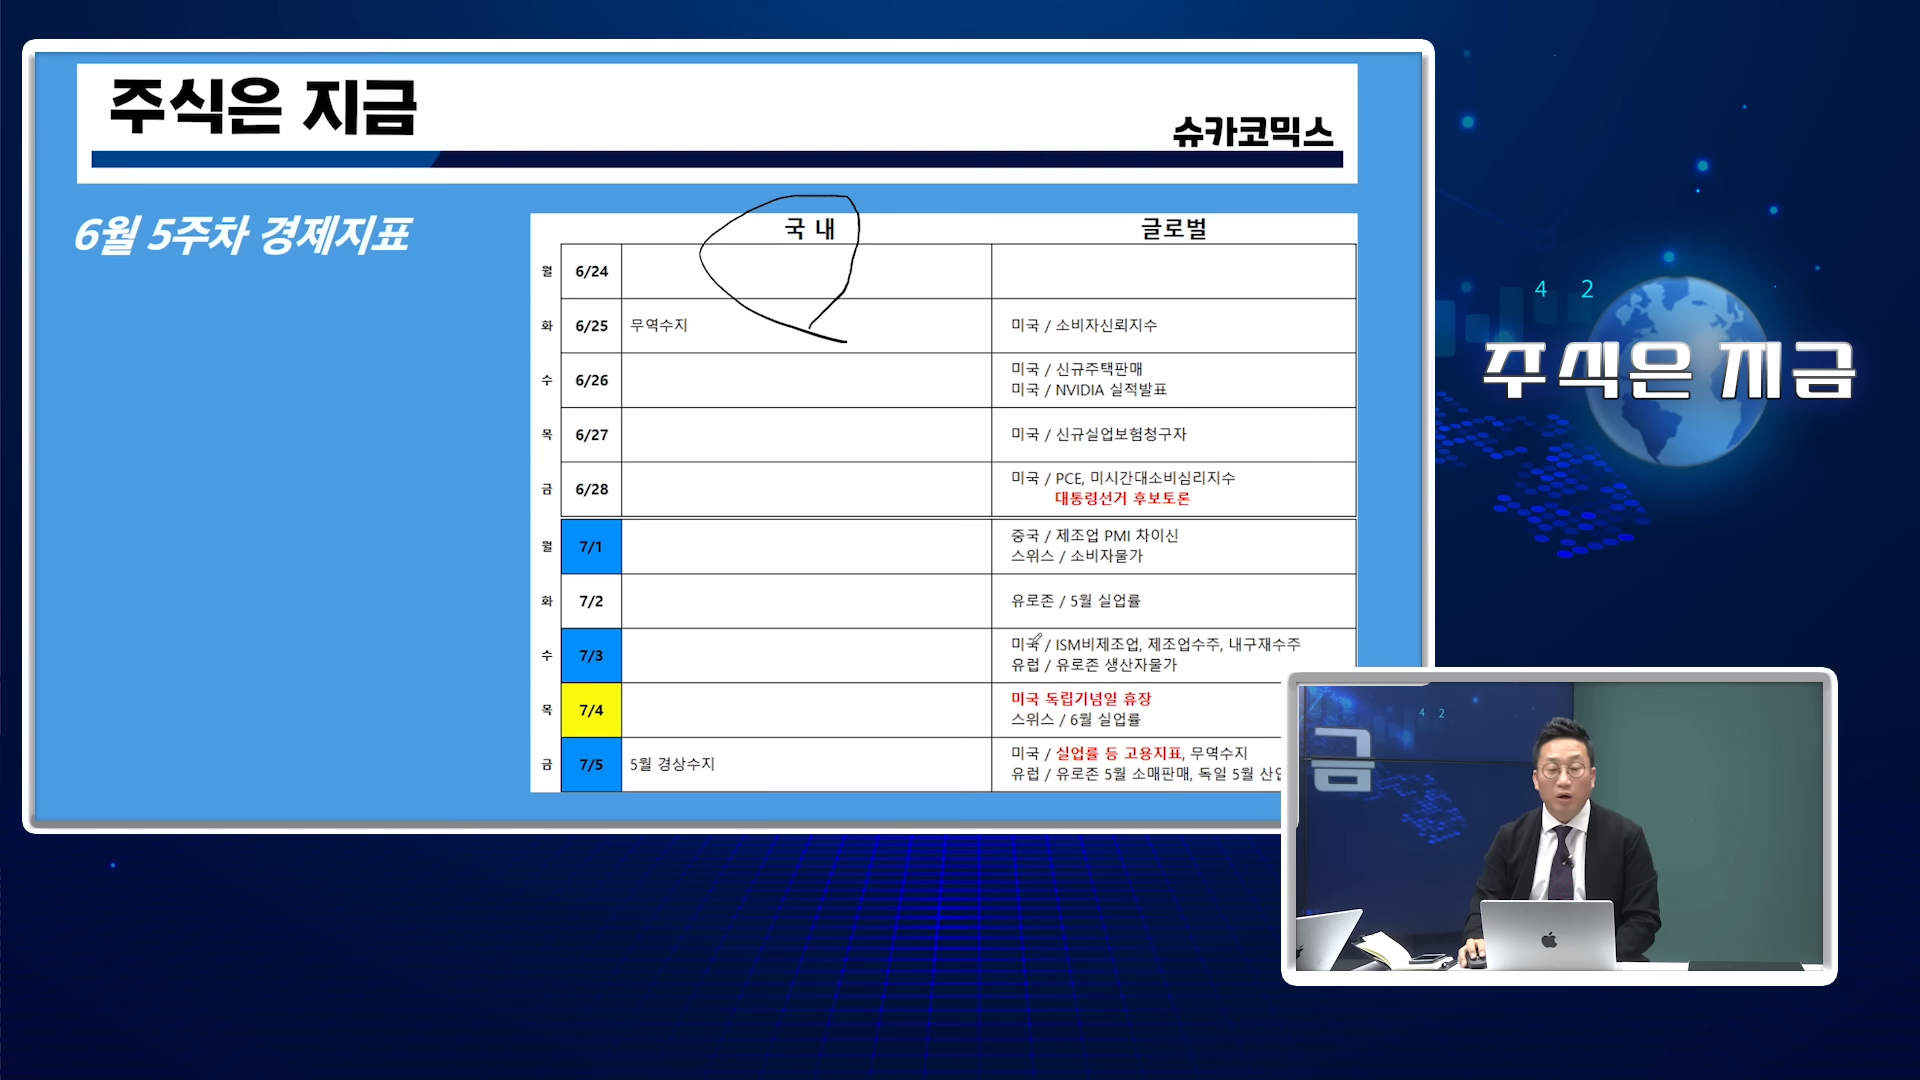 주식은 지금
슈카코믹스
6월 5주차 경제지표
국 내
글로벌
월 6/24
화 6/25 무역수지 미국 / 소비자신뢰지수
수 6/26 미국 / 신규주택판매
미국 / NVIDIA 실적발표
목 6/27 미국 / 신규실업보험청구자
금 6/28 미국 / PCE, 미시간대소비심리지수
대통령선거 후보토론
월 7/1 중국 / 제조업 PMI 차이신
스위스 / 소비자물가
화 7/2 유로존 / 5월 실업률
수 7/3 미국 / ISM비제조업, 제조업수주, 내구재수주
유럽 / 유로존 생산자물가
목 7/4 미국 독립기념일 휴장
스위스 / 6월 실업률
금 7/5 5월 경상수지 미국 / 실업률 등 고용지표, 무역수지
유럽 / 유로존 5월 소매판매, 독일 5월
4 2
주식은 지금
4 2
금